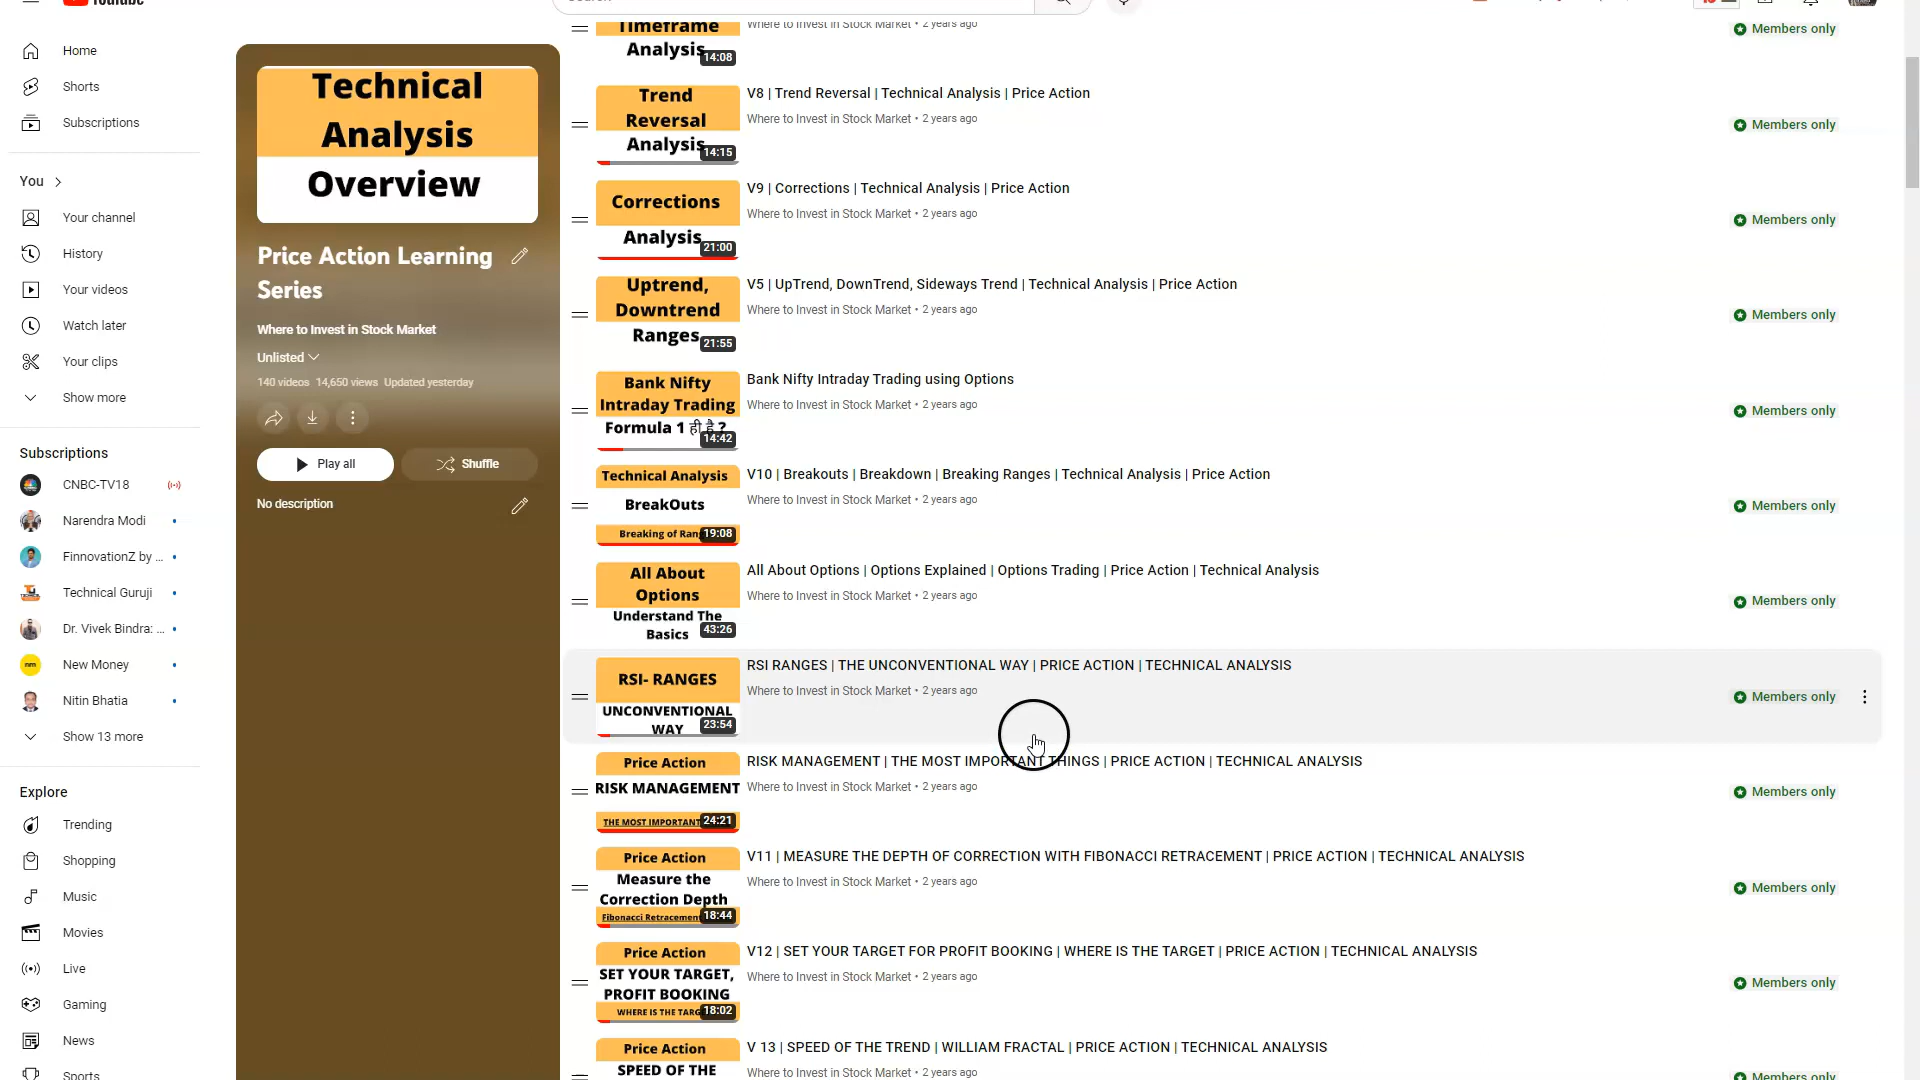 YouTube
Home
Shorts
Subscriptions
You
Your channel
History
Your videos
Watch later
Your clips
Show more
Subscriptions
CNBC-TV18
Narendra Modi
FinnovationZ by ...
Technical Guruji
Dr. Vivek Bindra: ...
New Money
nm
Nitin Bhatia
Show 13 more
Explore
Trending
Shopping
Music
Movies
Live
Gaming
News
Sports
Technical
Analysis
Overview
Price Action Learning
Series
Where to Invest in Stock Market
Unlisted
140 videos 14,650 views Updated yesterday
Play all
Shuffle
No description
Timeframe
Analysis
14:08
Where to Invest in Stock Market • 2 years ago
Members only
Trend
Reversal
Analysis
14:15
V8 | Trend Reversal | Technical Analysis | Price Action
Where to Invest in Stock Market • 2 years ago
Members only
Corrections
Analysis
21:00
V9 | Corrections | Technical Analysis | Price Action
Where to Invest in Stock Market • 2 years ago
Members only
Uptrend,
Downtrend
Ranges
21:55
V5 | UpTrend, DownTrend, Sideways Trend | Technical Analysis | Price Action
Where to Invest in Stock Market • 2 years ago
Members only
Bank Nifty
Intraday Trading
Formula 1 ही है ?
14:42
Bank Nifty Intraday Trading using Options
Where to Invest in Stock Market • 2 years ago
Members only
Technical Analysis
BreakOuts
Breaking of
19:08
V10 | Breakouts | Breakdown | Breaking Ranges | Technical Analysis | Price Action
Where to Invest in Stock Market • 2 years ago
Members only
All About
Options
Understand The
Basics
43:26
All About Options | Options Explained | Options Trading | Price Action | Technical Analysis
Where to Invest in Stock Market • 2 years ago
Members only
RSI- RANGES
UNCONVENTIONAL
WAY
23:54
RSI RANGES | THE UNCONVENTIONAL WAY | PRICE ACTION | TECHNICAL ANALYSIS
Where to Invest in Stock Market • 2 years ago
Members only
Price Action
RISK MANAGEMENT
THE MOST IMPORTANT
24:21
RISK MANAGEMENT | THE MOST IMPORTANT THINGS | PRICE ACTION | TECHNICAL ANALYSIS
Where to Invest in Stock Market • 2 years ago
Members only
Price Action
Measure the
Correction Depth
Fibonacci Retracement
18:44
V11 | MEASURE THE DEPTH OF CORRECTION WITH FIBONACCI RETRACEMENT | PRICE ACTION | TECHNICAL ANALYSIS
Where to Invest in Stock Market • 2 years ago
Members only
Price Action
SET YOUR TARGET,
PROFIT BOOKING
WHERE IS THE
18:02
V12 | SET YOUR TARGET FOR PROFIT BOOKING | WHERE IS THE TARGET | PRICE ACTION | TECHNICAL ANALYSIS
Where to Invest in Stock Market • 2 years ago
Members only
Price Action
SPEED OF THE
V 13 | SPEED OF THE TREND | WILLIAM FRACTAL | PRICE ACTION | TECHNICAL ANALYSIS
Where to Invest in Stock Market • 2 years ago
Members only